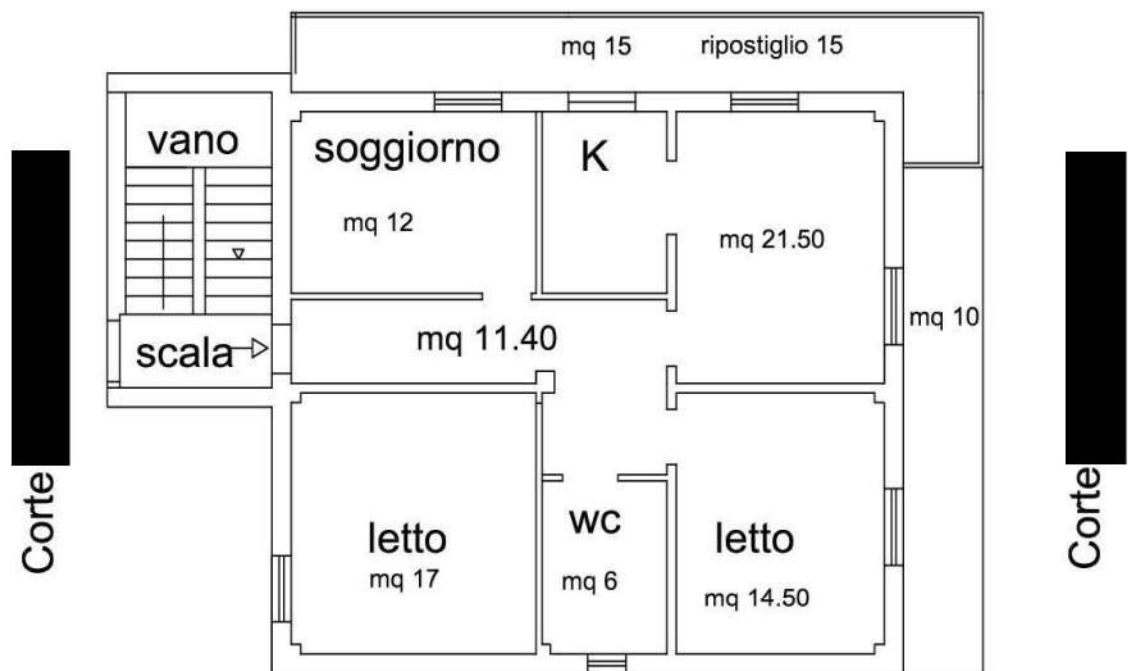 mq 15
ripostiglio 15
vano
soggiorno
K
mq 12
mq 21.50
mq 11.40
scala
mq 10
Corte
Corte
letto
mq 17
wc
mq 6
letto
mq 14.50